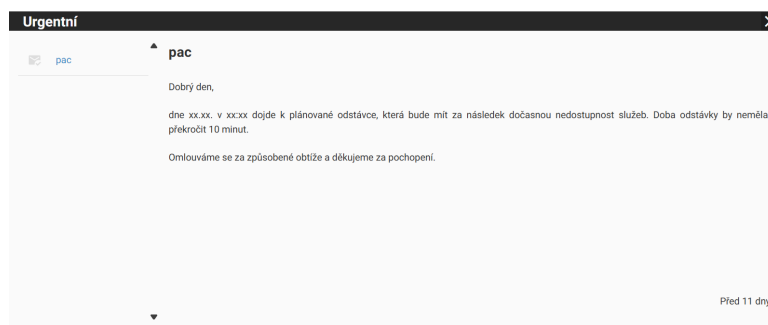 Urgentní
pac
pac
Dobrý den,
dne xx.xx. v xx:xx dojde k plánované odstávce, která bude mít za následek dočasnou nedostupnost služeb. Doba odstávky by neměla
překročit 10 minut.
Omlouváme se za způsobené obtíže a děkujeme za pochopení.
Před 11 dny